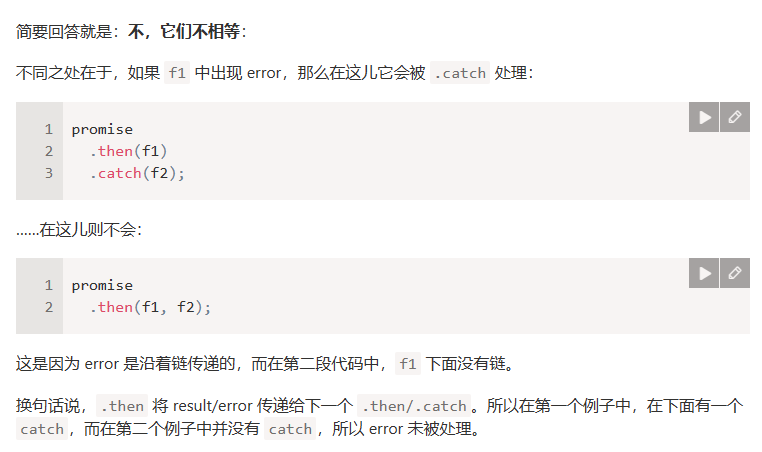 简要回答就是：不，它们不相等：
不同之处在于，如果 f1 中出现 error，那么在这儿它会被 .catch 处理：
1 promise
2 .then(f1)
3 .catch(f2);
……在这儿则不会：
1 promise
2 .then(f1, f2);
这是因为 error 是沿着链传递的，而在第二段代码中，f1 下面没有链。
换句话说，.then 将 result/error 传递给下一个 .then/.catch。所以在第一个例子中，在下面有一个
catch，而在第二个例子中并没有 catch，所以 error 未被处理。